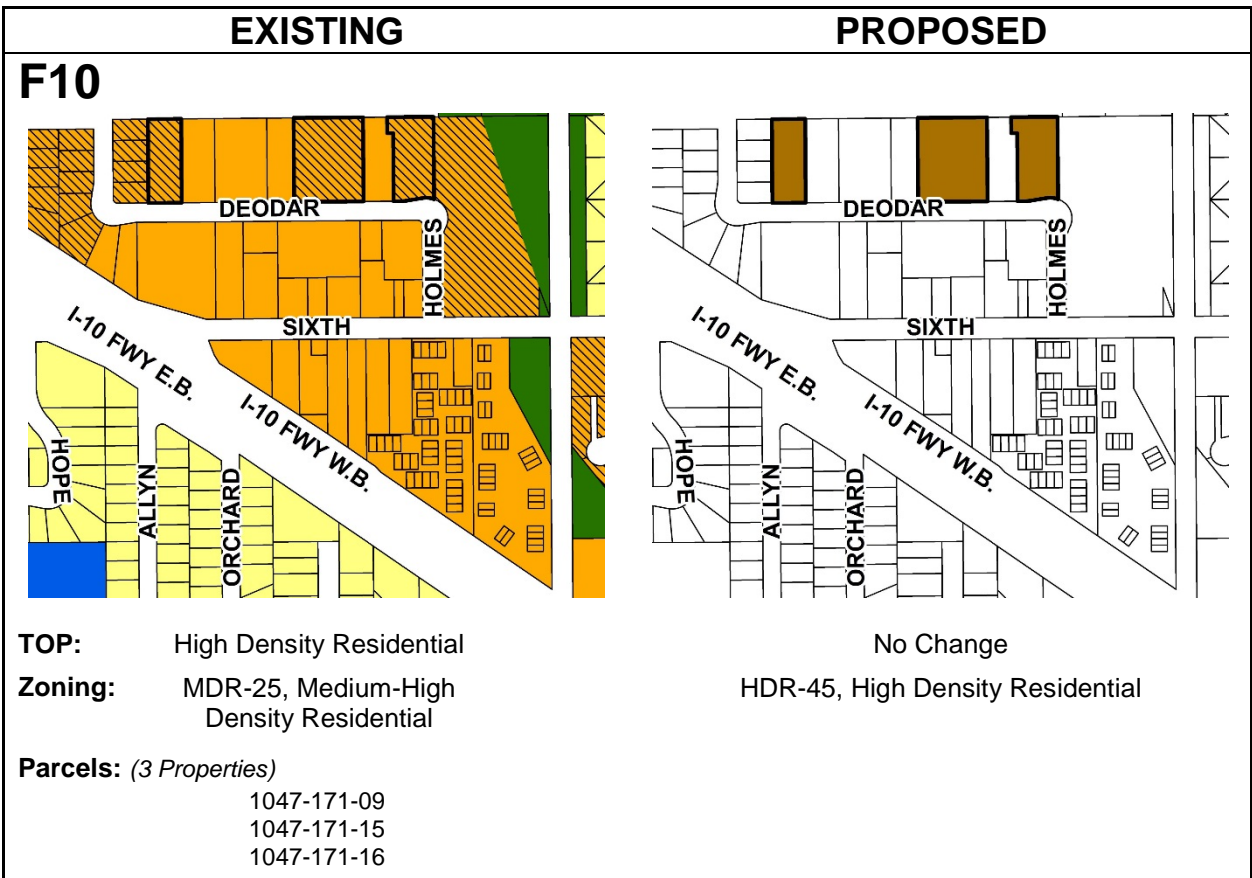 EXISTING PROPOSED
F10
DEODAR
HOLMES
SIXTH
I-10 FWY E.B.
I-10 FWY W.B.
HOPE
ALLYN
ORCHARD
DEODAR
HOLMES
SIXTH
I-10 FWY E.B.
I-10 FWY W.B.
HOPE
ALLYN
ORCHARD
TOP: High Density Residential No Change
Zoning: MDR-25, Medium-High HDR-45, High Density Residential
Density Residential
Parcels: (3 Properties)
1047-171-09
1047-171-15
1047-171-16